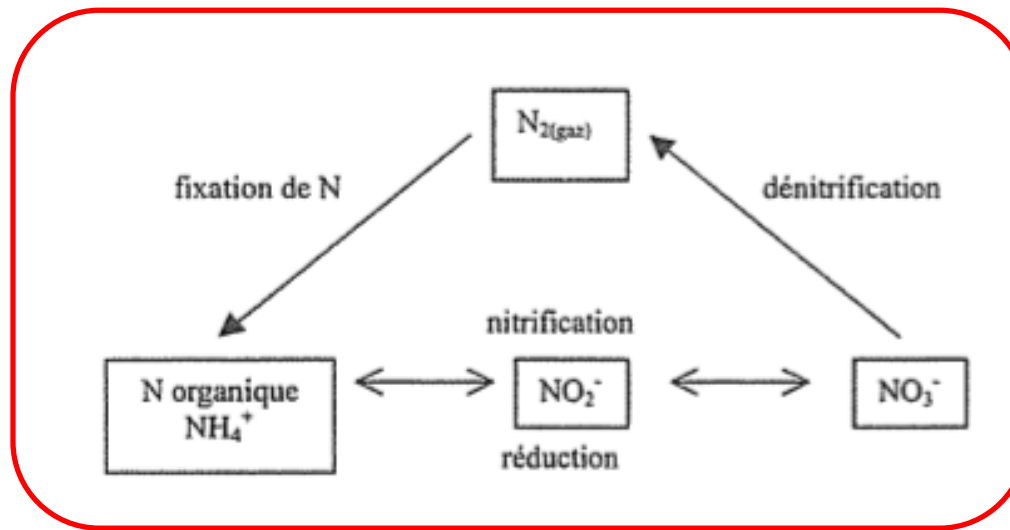 N₂(gaz)
fixation de N
dénitrification
nitrification
N organique
NH₄⁺
NO₂⁻
NO₃⁻
réduction